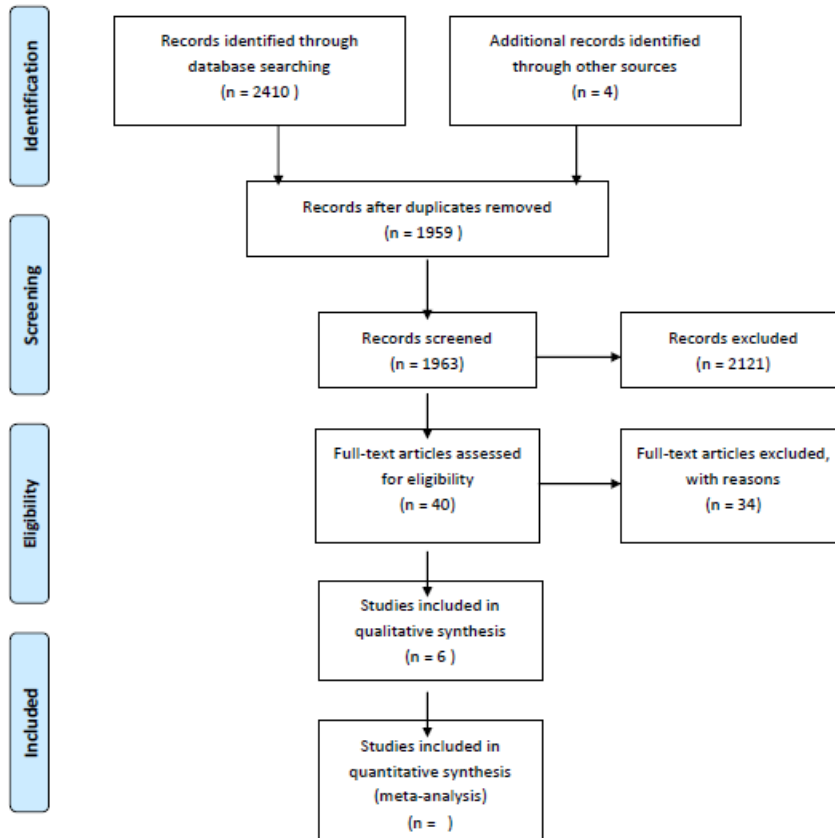 Identification
Records identified through
database searching
(n = 2410 )
Additional records identified
through other sources
(n = 4)
Records after duplicates removed
(n = 1959 )
Screening
Records screened
(n = 1963)
Records excluded
(n = 2121)
Eligibility
Full-text articles assessed
for eligibility
(n = 40)
Full-text articles excluded,
with reasons
(n = 34)
Studies included in
qualitative synthesis
(n = 6 )
Included
Studies included in
quantitative synthesis
(meta-analysis)
(n = )